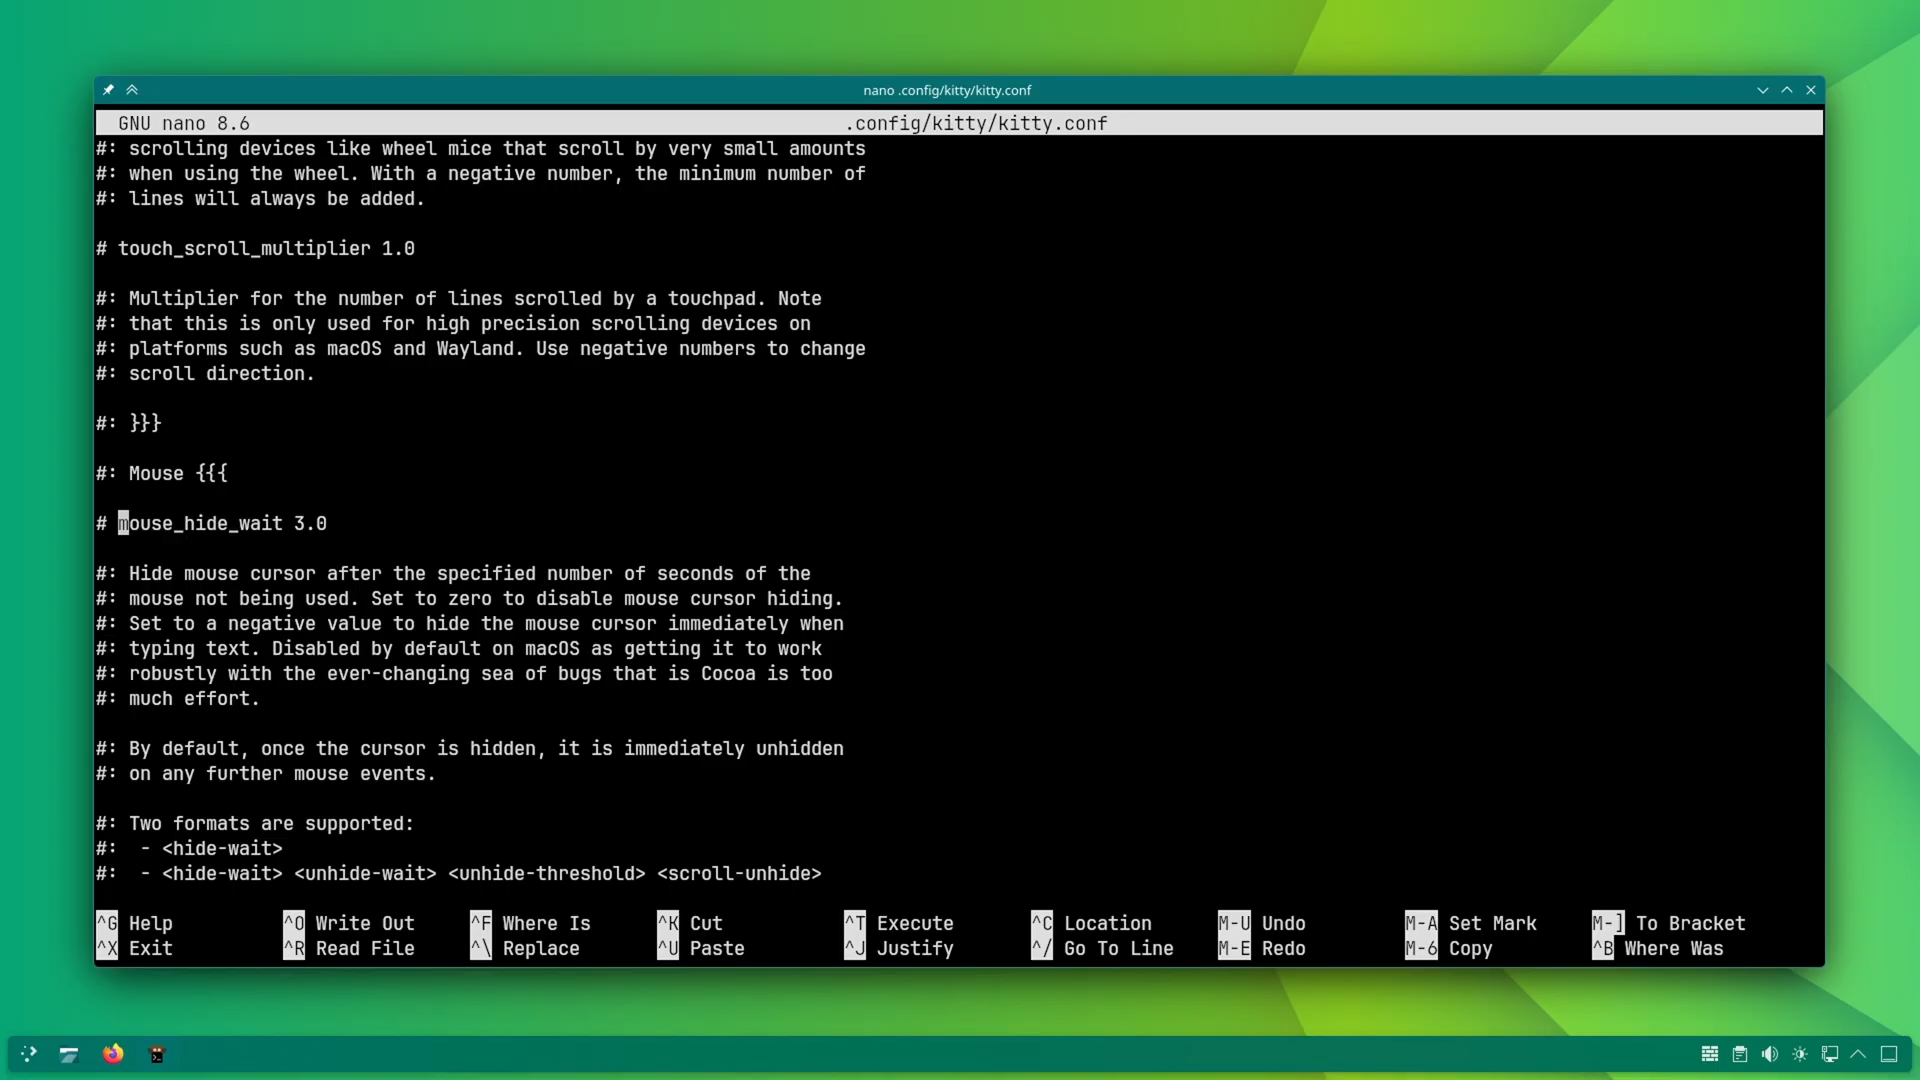 nano .config/kitty/kitty.conf
GNU nano 8.6 .config/kitty/kitty.conf
#: scrolling devices like wheel mice that scroll by very small amounts
#: when using the wheel. With a negative number, the minimum number of
#: lines will always be added.
# touch_scroll_multiplier 1.0
#: Multiplier for the number of lines scrolled by a touchpad. Note
#: that this is only used for high precision scrolling devices on
#: platforms such as macOS and Wayland. Use negative numbers to change
#: scroll direction.
#: }}}
#: Mouse {{{
# mouse_hide_wait 3.0
#: Hide mouse cursor after the specified number of seconds of the
#: mouse not being used. Set to zero to disable mouse cursor hiding.
#: Set to a negative value to hide the mouse cursor immediately when
#: typing text. Disabled by default on macOS as getting it to work
#: robustly with the ever-changing sea of bugs that is Cocoa is too
#: much effort.
#: By default, once the cursor is hidden, it is immediately unhidden
#: on any further mouse events.
#: Two formats are supported:
#:  - <hide-wait>
#:  - <hide-wait> <unhide-wait> <unhide-threshold> <scroll-unhide>
^G Help ^O Write Out ^F Where Is ^K Cut ^T Execute ^C Location M-U Undo M-A Set Mark M-] To Bracket
^X Exit ^R Read File ^\ Replace ^U Paste ^J Justify ^/ Go To Line M-E Redo M-6 Copy ^B Where Was